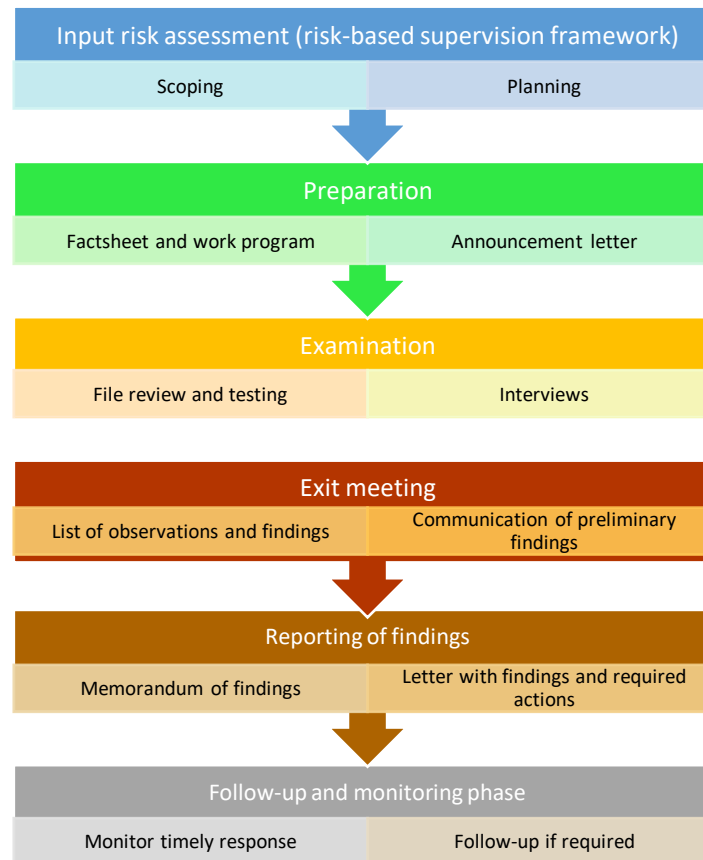 Input risk assessment (risk-based supervision framework)
Scoping
Planning
Preparation
Factsheet and work program
Announcement letter
Examination
File review and testing
Interviews
Exit meeting
List of observations and findings
Communication of preliminary
findings
Reporting of findings
Memorandum of findings
Letter with findings and required
actions
Follow-up and monitoring phase
Monitor timely response
Follow-up if required